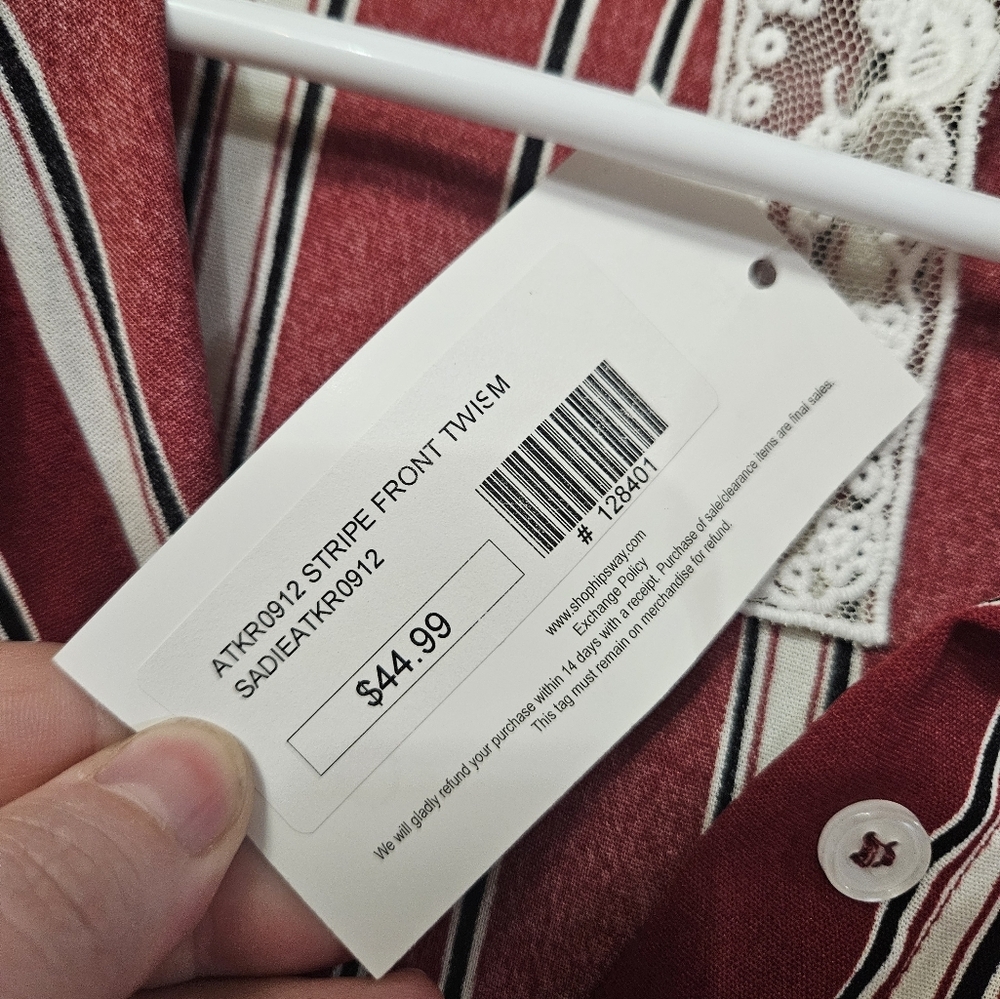 ATKR0912 STRIPE FRONT TWISM
SADIEATKR0912
# 128401
$44.99
www.shophipsway.com
Exchange Policy
We will gladly refund your purchase within 14 days with a receipt. Purchase of sale/clearance items are final sales.
This tag must remain on merchandise for refund.